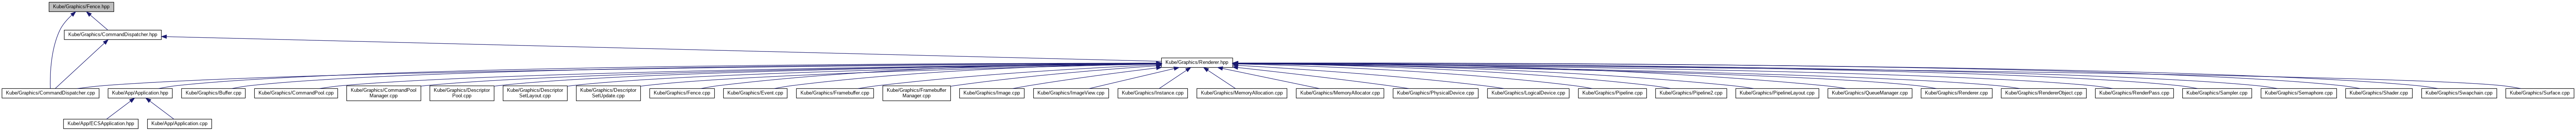 Kube/Graphics/Fence.hpp
Kube/Graphics/CommandDispatcher.hpp
Kube/Graphics/Renderer.hpp
Kube/Graphics/CommandDispatcher.cpp
Kube/App/Application.hpp
Kube/Graphics/Buffer.cpp
Kube/Graphics/CommandPool.cpp
Kube/Graphics/CommandPool
Manager.cpp
Kube/Graphics/Descriptor
Pool.cpp
Kube/Graphics/Descriptor
SetLayout.cpp
Kube/Graphics/Descriptor
SetUpdate.cpp
Kube/Graphics/Fence.cpp
Kube/Graphics/Event.cpp
Kube/Graphics/Framebuffer.cpp
Kube/Graphics/Framebuffer
Manager.cpp
Kube/Graphics/Image.cpp
Kube/Graphics/ImageView.cpp
Kube/Graphics/Instance.cpp
Kube/Graphics/MemoryAllocation.cpp
Kube/Graphics/MemoryAllocator.cpp
Kube/Graphics/PhysicalDevice.cpp
Kube/Graphics/LogicalDevice.cpp
Kube/Graphics/Pipeline.cpp
Kube/Graphics/Pipeline2.cpp
Kube/Graphics/PipelineLayout.cpp
Kube/Graphics/QueueManager.cpp
Kube/Graphics/Renderer.cpp
Kube/Graphics/RendererObject.cpp
Kube/Graphics/RenderPass.cpp
Kube/Graphics/Sampler.cpp
Kube/Graphics/Semaphore.cpp
Kube/Graphics/Shader.cpp
Kube/Graphics/Swapchain.cpp
Kube/Graphics/Surface.cpp
Kube/App/ECSApplication.hpp
Kube/App/Application.cpp